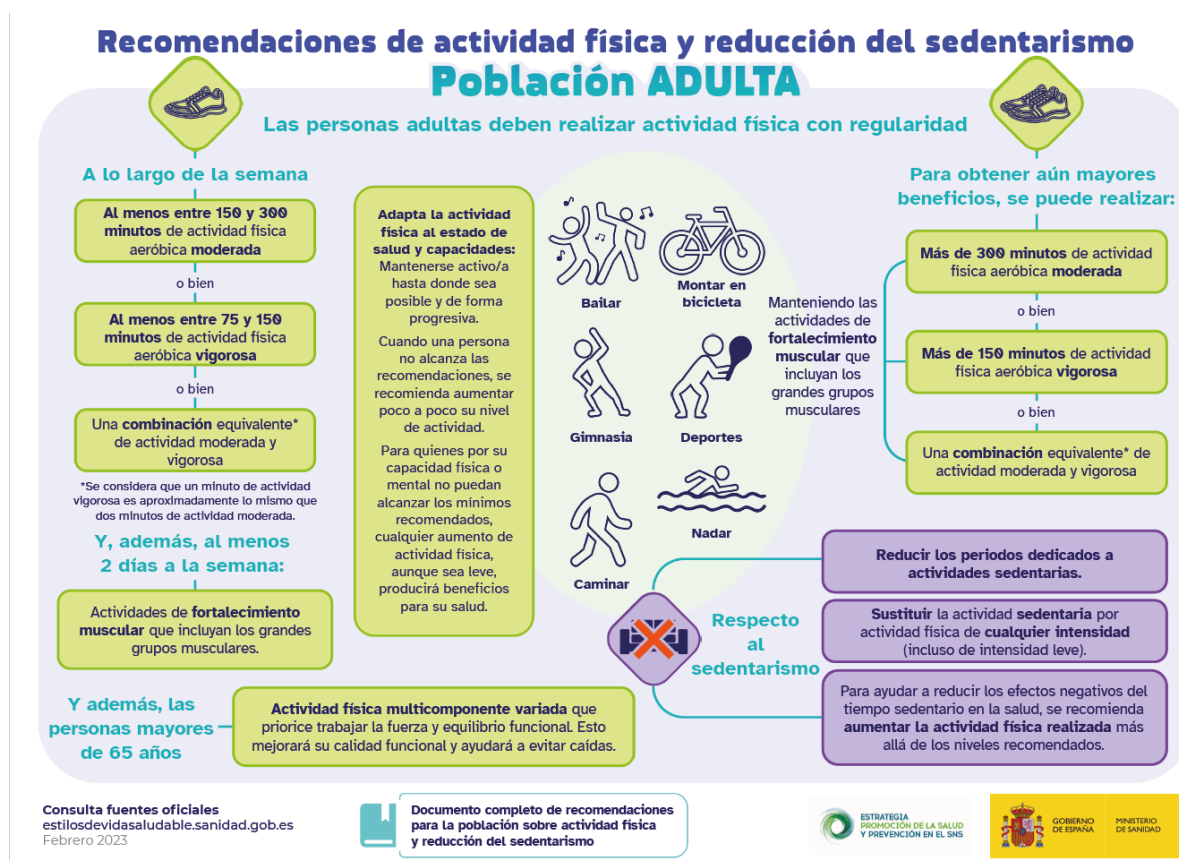 Recomendaciones de actividad física y reducción del sedentarismo
Población ADULTA
Las personas adultas deben realizar actividad física con regularidad
A lo largo de la semana
Al menos entre 150 y 300
minutos de actividad física
aeróbica moderada
o bien
Al menos entre 75 y 150
minutos de actividad física
aeróbica vigorosa
o bien
Una combinación equivalente*
de actividad moderada y
vigorosa
*Se considera que un minuto de actividad
vigorosa es aproximadamente lo mismo que
dos minutos de actividad moderada.
Y, además, al menos
2 días a la semana:
Actividades de fortalecimiento
muscular que incluyan los grandes
grupos musculares.
Y además, las
personas mayores
de 65 años
Actividad física multicomponente variada que
priorice trabajar la fuerza y equilibrio funcional. Esto
mejorará su calidad funcional y ayudará a evitar caídas.
Adapta la actividad
física al estado de
salud y capacidades:
Mantenerse activo/a
hasta donde sea
posible y de forma
progresiva.
Cuando una persona
no alcanza las
recomendaciones, se
recomienda aumentar
poco a poco su nivel
de actividad.
Para quienes por su
capacidad física o
mental no puedan
alcanzar los mínimos
recomendados,
cualquier aumento de
actividad física,
aunque sea leve,
producirá beneficios
para su salud.
Bailar
Montar en
bicicleta
Gimnasia
Deportes
Caminar
Nadar
Para obtener aún mayores
beneficios, se puede realizar:
Manteniendo las
actividades de
fortalecimiento
muscular que
incluyan los
grandes grupos
musculares
Más de 300 minutos de actividad
física aeróbica moderada
o bien
Más de 150 minutos de actividad
física aeróbica vigorosa
o bien
Una combinación equivalente* de
actividad moderada y vigorosa
Respecto
al
sedentarismo
Reducir los periodos dedicados a
actividades sedentarias.
Sustituir la actividad sedentaria por
actividad física de cualquier intensidad
(incluso de intensidad leve).
Para ayudar a reducir los efectos negativos del
tiempo sedentario en la salud, se recomienda
aumentar la actividad física realizada más
allá de los niveles recomendados.
Consulta fuentes oficiales
estilosdevidasaludable.sanidad.gob.es
Febrero 2023
Documento completo de recomendaciones
para la población sobre actividad física
y reducción del sedentarismo
ESTRATEGIA
PROMOCIÓN DE LA SALUD
Y PREVENCIÓN EN EL SNS
GOBIERNO
DE ESPAÑA
MINISTERIO
DE SANIDAD